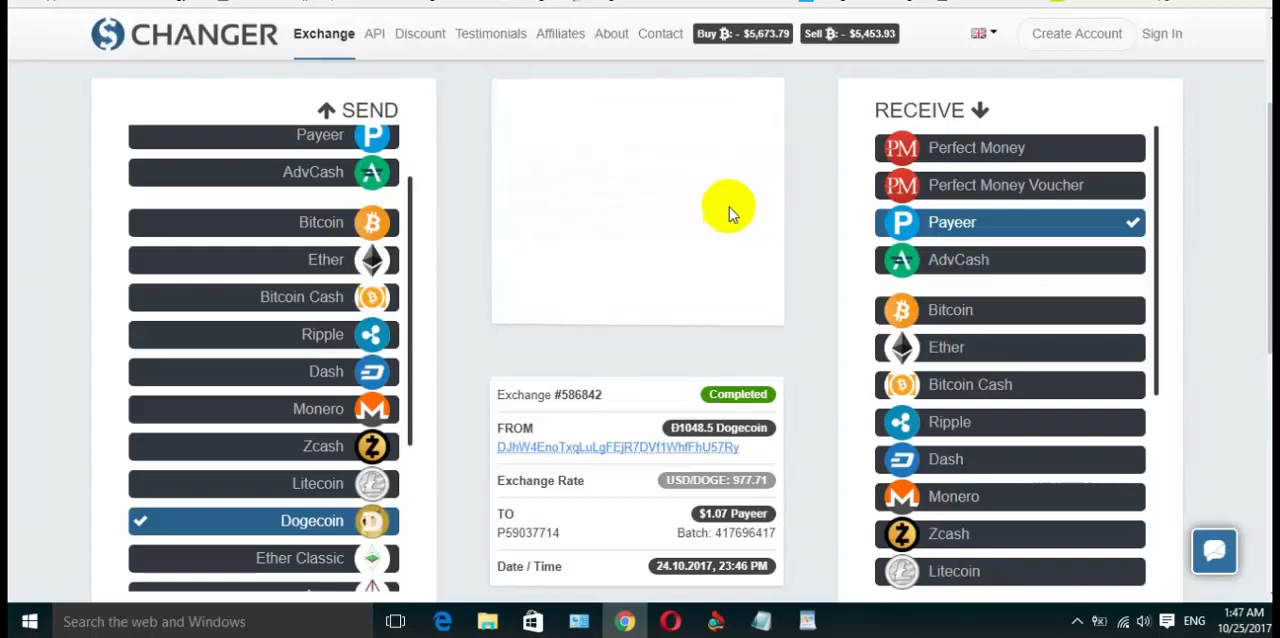 CHANGER
Exchange API Discount Testimonials Affiliates About Contact Buy ₿: - $5,673.79 Sell ₿: - $5,453.93 Create Account Sign In
SEND
Payeer
AdvCash
Bitcoin
Ether
Bitcoin Cash
Ripple
Dash
Monero
Zcash
Litecoin
Dogecoin
Ether Classic
Exchange #586842 Completed
FROM Ð1048.5 Dogecoin
DJhW4EnoTxqLuLgFEjR7DVf1WhfFhU57Ry
Exchange Rate USD/DOGE: 977.71
TO $1.07 Payeer
P59037714 Batch: 417696417
Date / Time 24.10.2017, 23:46 PM
RECEIVE
PM Perfect Money
PM Perfect Money Voucher
Payeer
AdvCash
Bitcoin
Ether
Bitcoin Cash
Ripple
Dash
Monero
Zcash
Litecoin
Search the web and Windows
ENG
1:47 AM
10/25/2017